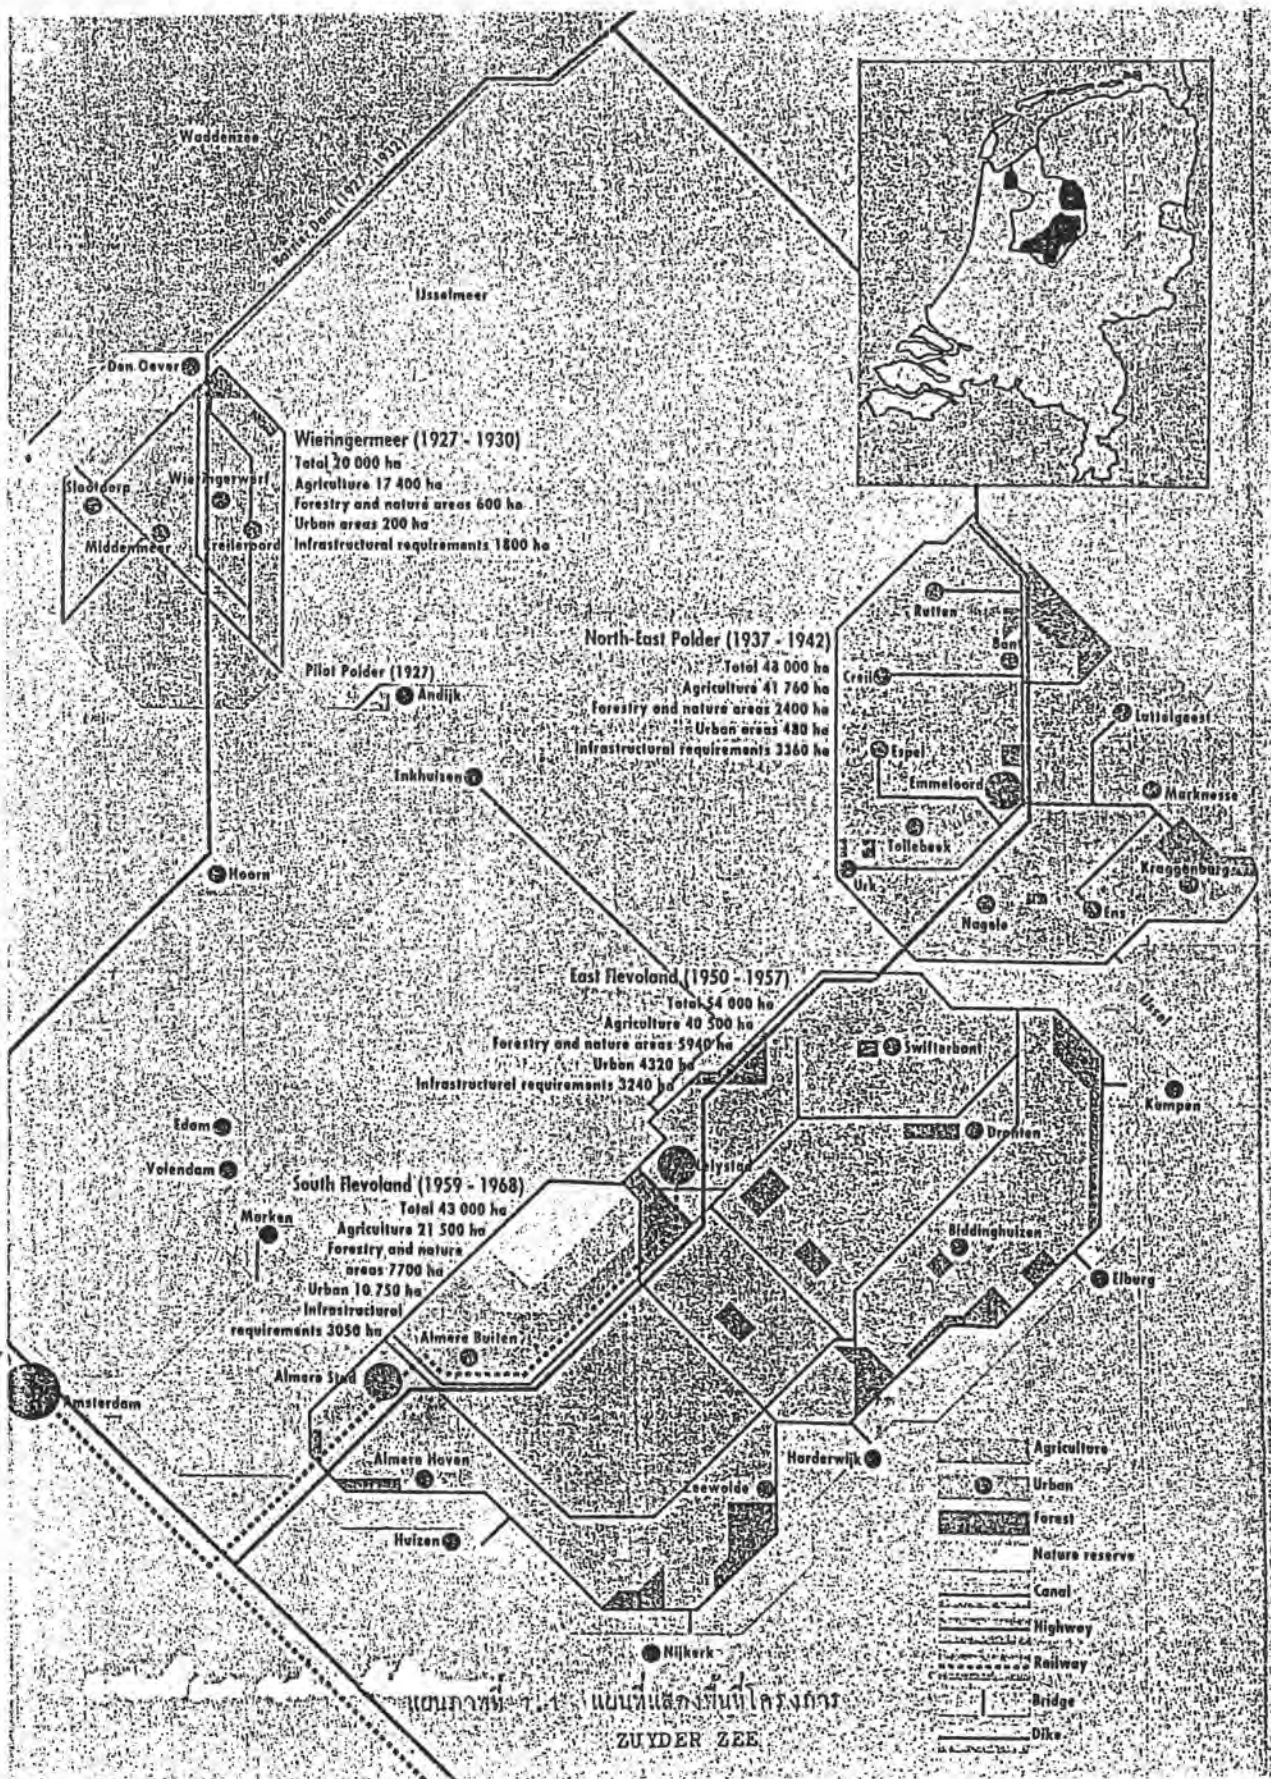 Waddenzee
Barrier Dam (1927 - 1932)
IJsselmeer
Den Oever
Wieringermeer (1927 - 1930)
Total 20 000 ha
Agriculture 17 400 ha
Forestry and nature areas 600 ha
Urban areas 200 ha
Infrastructural requirements 1800 ha
Slootdorp
Wieringerwerf
Middenmeer
Creileroord
Pilot Polder (1927)
Andijk
Enkhuizen
Hoorn
North-East Polder (1937 - 1942)
Total 48 000 ha
Agriculture 41 760 ha
Forestry and nature areas 2400 ha
Urban areas 480 ha
Infrastructural requirements 3360 ha
Rutten
Bant
Creil
Luttelgeest
Espel
Emmeloord
Marknesse
Tollebeek
Urk
Kraggenburg
Nagele
Ens
East Flevoland (1950 - 1957)
Total 54 000 ha
Agriculture 40 500 ha
Forestry and nature areas 5940 ha
Urban 4320 ha
Infrastructural requirements 3240 ha
IJssel
Swifterbant
Kampen
Edam
Volendam
Marken
Lelystad
Dronten
South Flevoland (1959 - 1968)
Total 43 000 ha
Agriculture 21 500 ha
Forestry and nature
areas 7700 ha
Urban 10.750 ha
Infrastructural
requirements 3050 ha
Biddinghuizen
Elburg
Almere Buiten
Almere Stad
Amsterdam
Almere Haven
Harderwijk
Zeewolde
Huizen
Nijkerk
Agriculture
Urban
Forest
Nature reserve
Canal
Highway
Railway
Bridge
Dike
แผนภาพที่ แผนที่แสดงพื้นที่โครงการ
ZUYDER ZEE